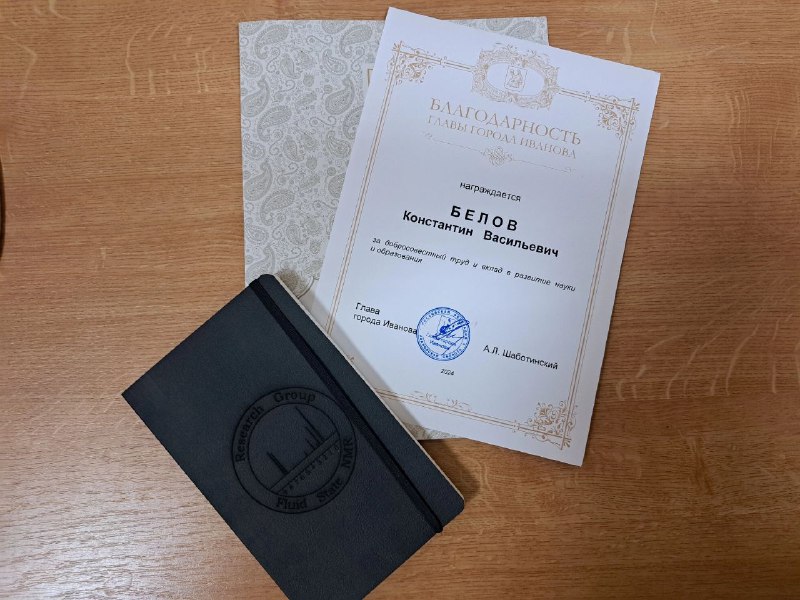 БЛАГОДАРНОСТЬ
ГЛАВЫ ГОРОДА ИВАНОВА
награждается
БЕЛОВ
Константин Васильевич
за добросовестный труд и вклад в развитие науки
и образования
Глава
города Иванова
А.Л. Шаботинский
2024
Research Group
Fluid State NMR